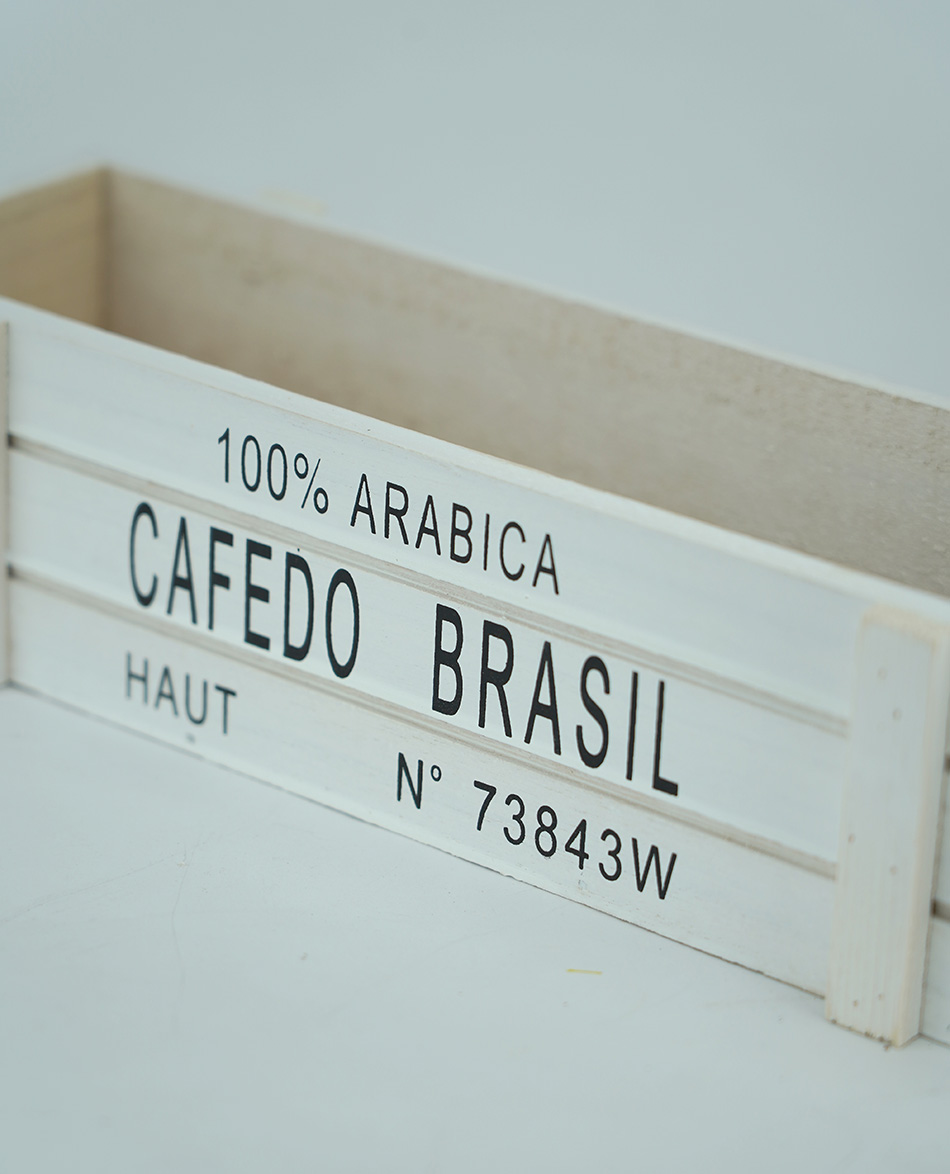 100% ARABICA
CAFEDO BRASIL
HAUT
N° 73843W